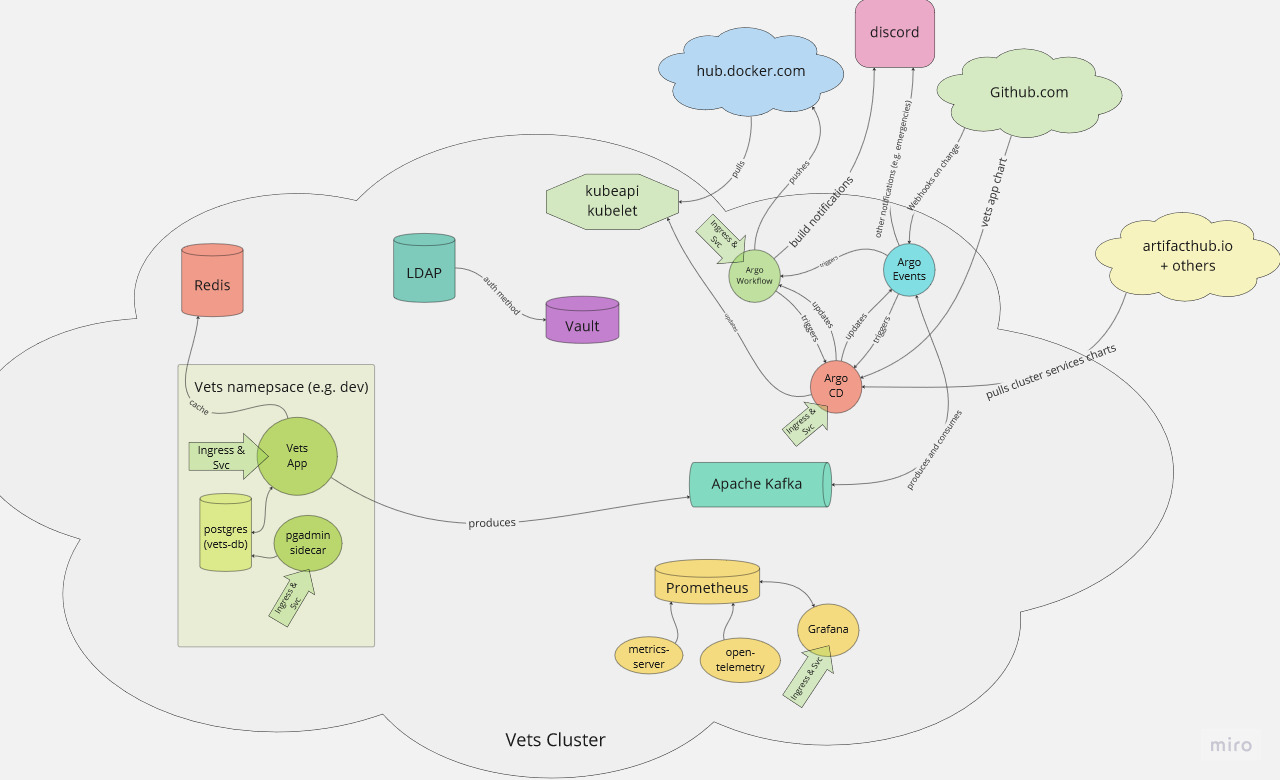 discord
hub.docker.com
Github.com
pulls
pushes
build notifications
other notifications (e.g. emergencies)
Webhooks on change
vets app chart
kubeapi
kubelet
Ingress &
Svc
Argo
Workflow
triggers
Argo
Events
artifacthub.io
+ others
Redis
LDAP
auth method
Vault
updates
updates
triggers
updates
triggers
Argo
CD
Ingress &
Svc
pulls cluster services charts
Vets namepsace (e.g. dev)
cache
Ingress &
Svc
Vets
App
produces and consumes
Apache Kafka
produces
postgres
(vets-db)
pgadmin
sidecar
Ingress &
Svc
Prometheus
metrics-
server
open-
telemetry
Grafana
Ingress & Svc
Vets Cluster
miro